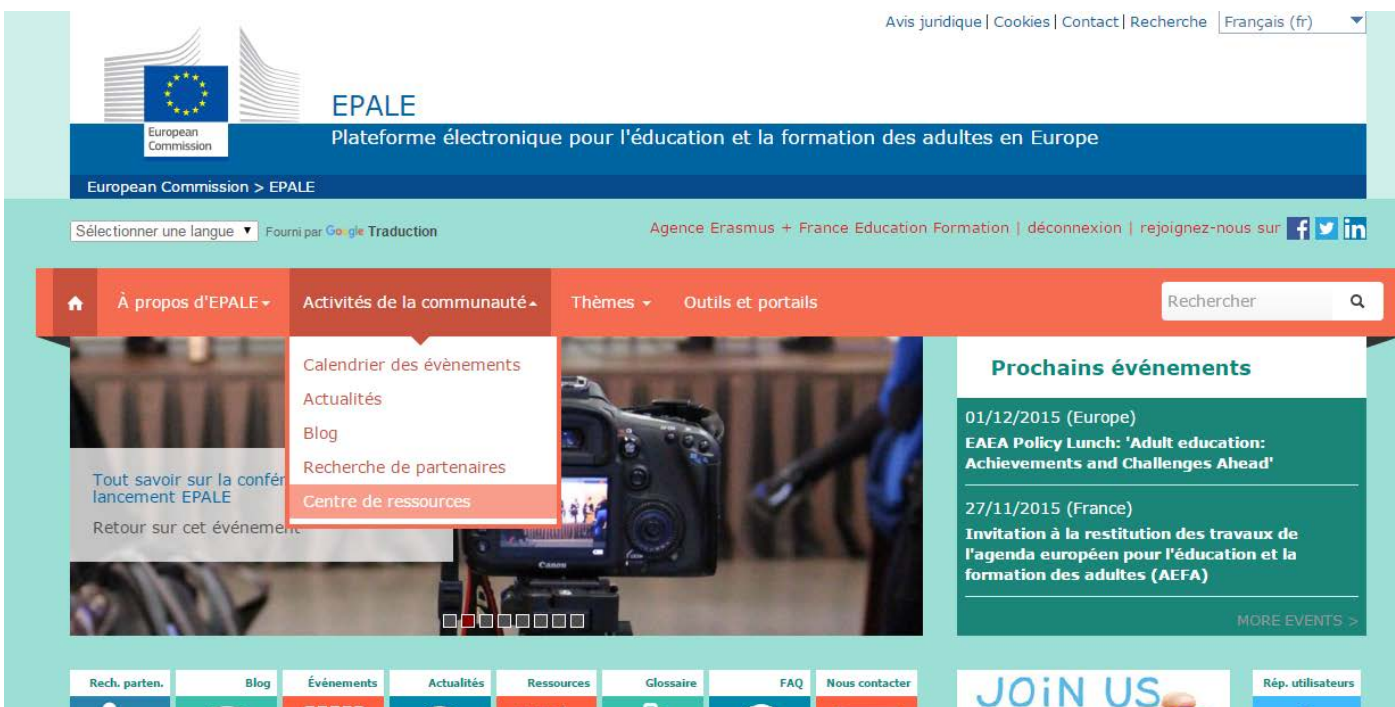 Avis juridique | Cookies | Contact | Recherche Français (fr)
European
Commission
EPALE
Plateforme électronique pour l'éducation et la formation des adultes en Europe
European Commission > EPALE
Sélectionner une langue Fourni par Google Traduction
Agence Erasmus + France Education Formation | déconnexion | rejoignez-nous sur
À propos d'EPALE Activités de la communauté Thèmes Outils et portails Rechercher
Calendrier des évènements
Actualités
Blog
Recherche de partenaires
Centre de ressources
Tout savoir sur la
lancement EPALE
Retour sur cet événement
Canon
Prochains événements
01/12/2015 (Europe)
EAEA Policy Lunch: 'Adult education:
Achievements and Challenges Ahead'
27/11/2015 (France)
Invitation à la restitution des travaux de
l'agenda européen pour l'éducation et la
formation des adultes (AEFA)
MORE EVENTS >
Rech. parten. Blog Événements Actualités Ressources Glossaire FAQ Nous contacter
JOiN US
Rép. utilisateurs